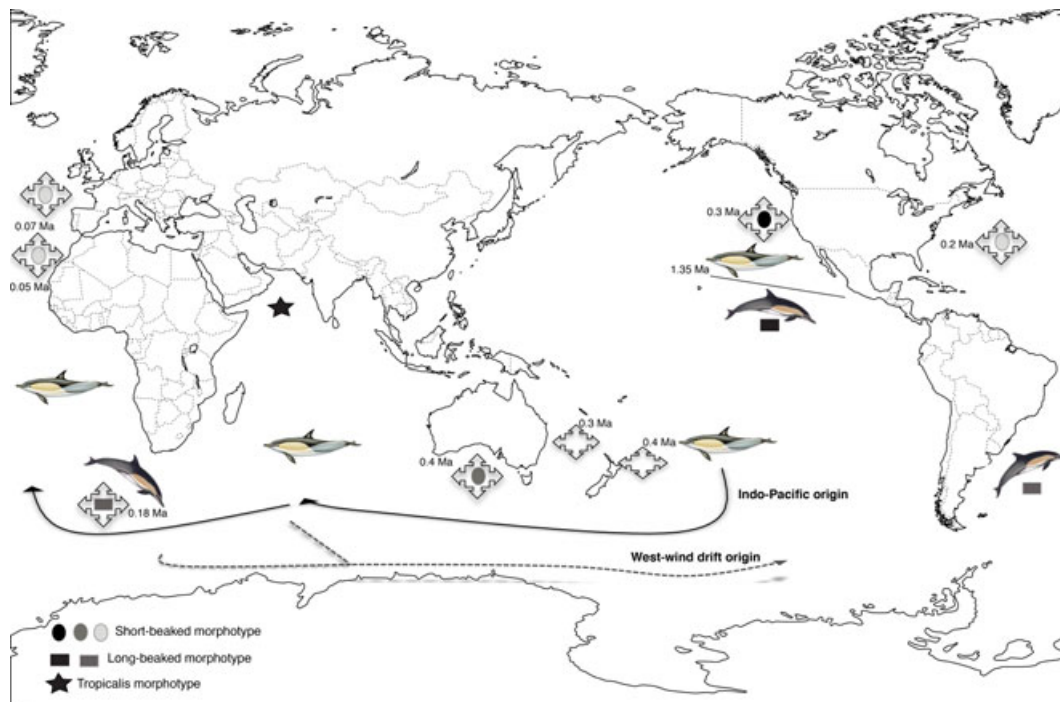 0.07 Ma
0.05 Ma
0.3 Ma
0.2 Ma
1.35 Ma
0.3 Ma
0.4 Ma
0.4 Ma
0.18 Ma
Indo-Pacific origin
West-wind drift origin
Short-beaked morphotype
Long-beaked morphotype
Tropicalis morphotype